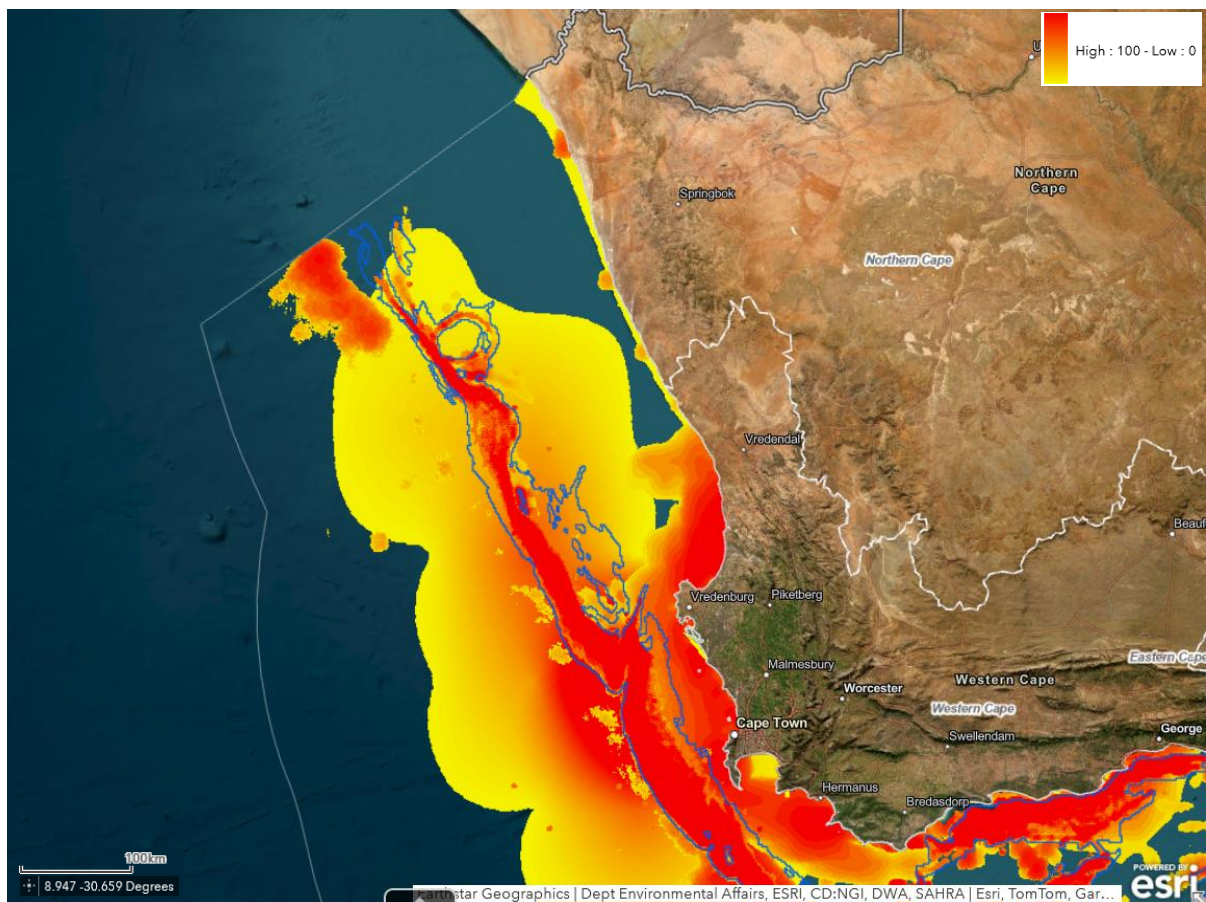 High : 100 - Low : 0
U
Northern
Cape
Springbok
Northern Cape
Vredendal
Beauf
Vredenburg
Piketberg
Eastern Cape
Malmesbury
Western Cape
Worcester
Western Cape
Cape Town
George
Swellendam
Hermanus
Bredasdorp
100km
8.947 -30.659 Degrees
POWERED BY
esri
Earthstar Geographics | Dept Environmental Affairs, ESRI, CD:NGI, DWA, SAHRA | Esri, TomTom, Gar...